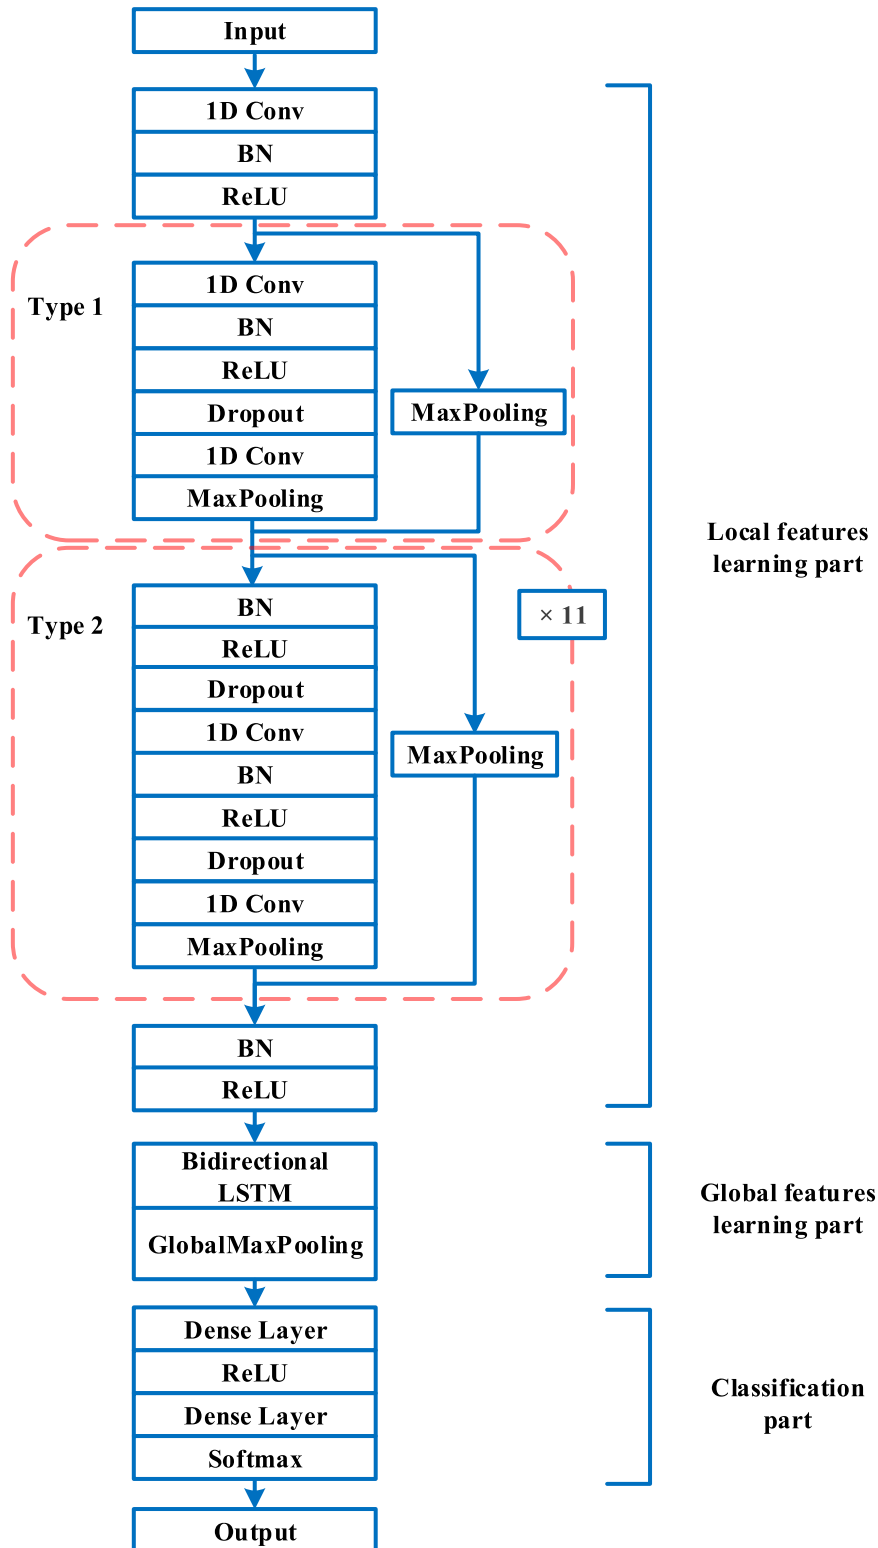 Input
1D Conv
BN
ReLU
Type 1
1D Conv
BN
ReLU
Dropout
1D Conv
MaxPooling
MaxPooling
Type 2
× 11
BN
ReLU
Dropout
1D Conv
BN
ReLU
Dropout
1D Conv
MaxPooling
MaxPooling
BN
ReLU
Local features
learning part
Bidirectional
LSTM
GlobalMaxPooling
Global features
learning part
Dense Layer
ReLU
Dense Layer
Softmax
Classification
part
Output